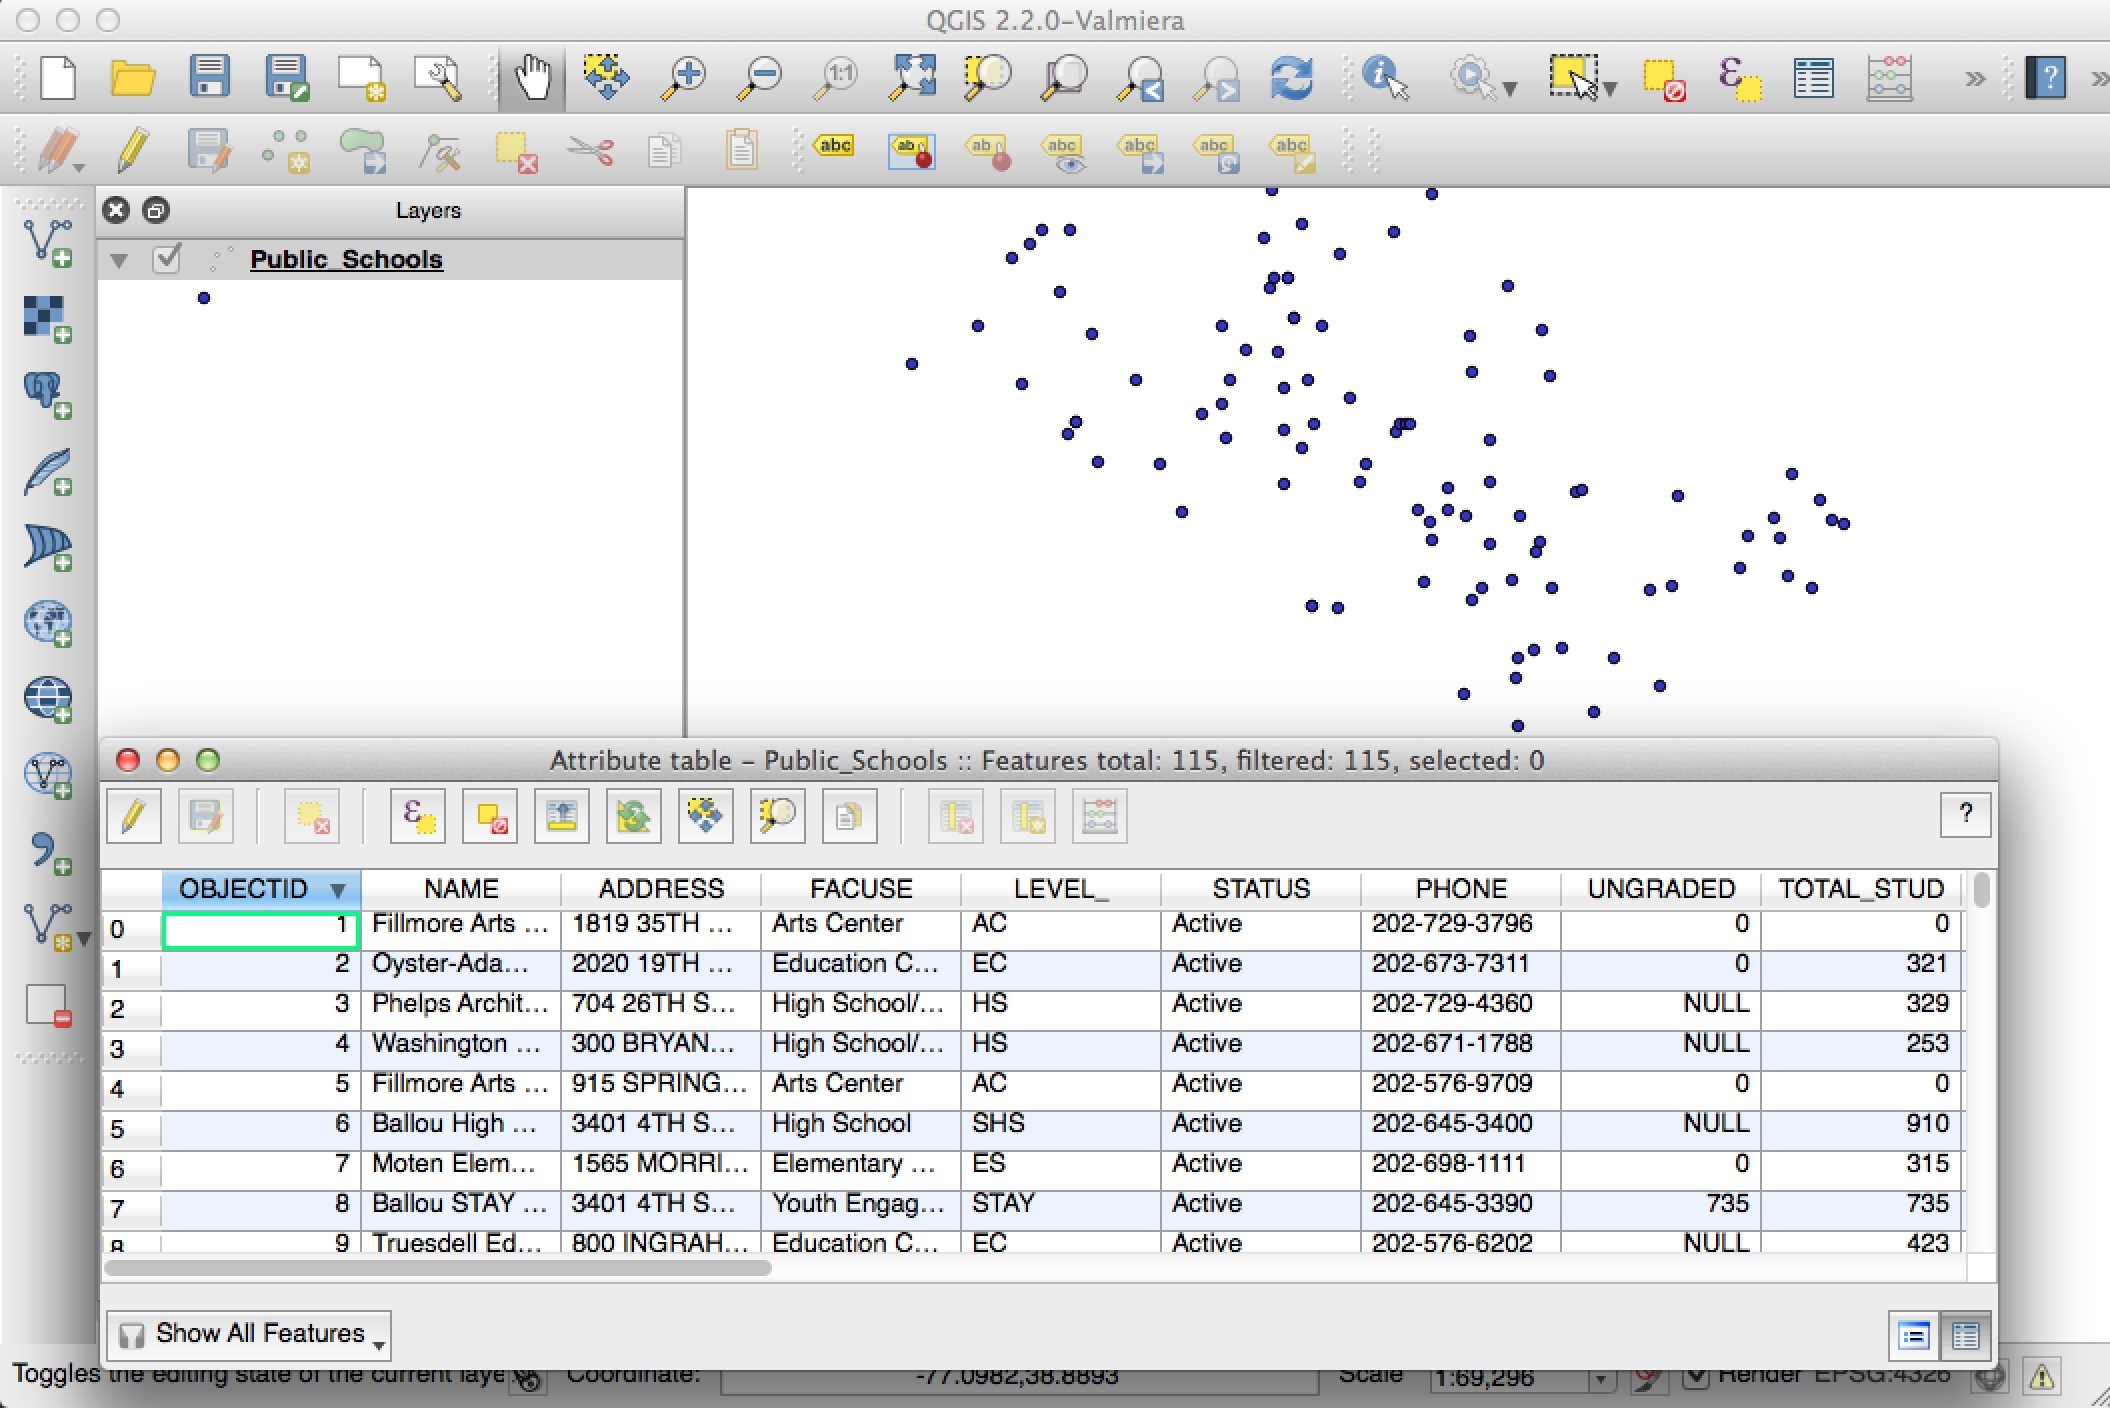 QGIS 2.2.0-Valmiera
1:1
i
ε
?
abc
ab
ab
abc
abc
abc
abc
Layers
Public_Schools
Attribute table - Public_Schools :: Features total: 115, filtered: 115, selected: 0
ε
?
OBJECTID NAME ADDRESS FACUSE LEVEL_ STATUS PHONE UNGRADED TOTAL_STUD
0 1 Fillmore Arts ... 1819 35TH ... Arts Center AC Active 202-729-3796 0 0
1 2 Oyster-Ada... 2020 19TH ... Education C... EC Active 202-673-7311 0 321
2 3 Phelps Archit... 704 26TH S... High School/... HS Active 202-729-4360 NULL 329
3 4 Washington ... 300 BRYAN... High School/... HS Active 202-671-1788 NULL 253
4 5 Fillmore Arts ... 915 SPRING... Arts Center AC Active 202-576-9709 0 0
5 6 Ballou High ... 3401 4TH S... High School SHS Active 202-645-3400 NULL 910
6 7 Moten Elem... 1565 MORRI... Elementary ... ES Active 202-698-1111 0 315
7 8 Ballou STAY ... 3401 4TH S... Youth Engag... STAY Active 202-645-3390 735 735
8 9 Truesdell Ed... 800 INGRAH... Education C... EC Active 202-576-6202 NULL 423
Show All Features
Toggles the editing state of the current laye Coordinate: -77.0982,38.8893 Scale 1:69,296 Render EPSG:4326